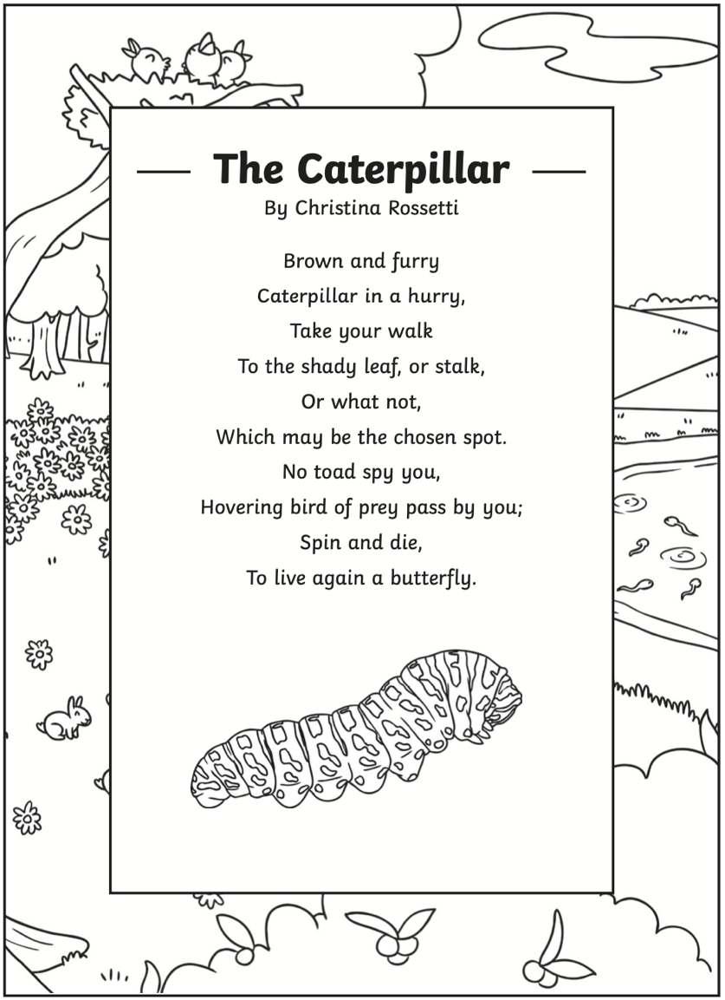 The Caterpillar
By Christina Rossetti
Brown and furry
Caterpillar in a hurry,
Take your walk
To the shady leaf, or stalk,
Or what not,
Which may be the chosen spot.
No toad spy you,
Hovering bird of prey pass by you;
Spin and die,
To live again a butterfly.